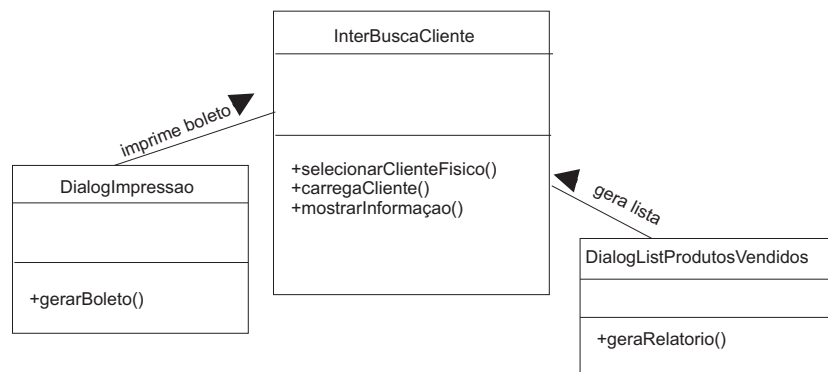 InterBuscaCliente
imprime boleto
+selecionarClienteFisico()
+carregaCliente()
+mostrarInformaçao()
DialogImpressao
+gerarBoleto()
gera lista
DialogListProdutosVendidos
+geraRelatorio()